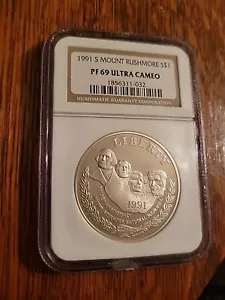 1991 S MOUNT RUSHMORE S$1
PF 69 ULTRA CAMEO
1896311-032
NUMISMATIC GUARANTY CORPORATION
LIBERTY
1991